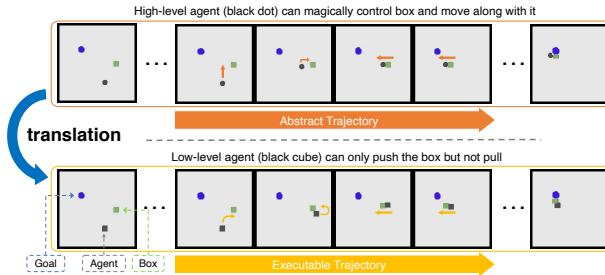 High-level agent (black dot) can magically control box and move along with it
Abstract Trajectory
translation
Low-level agent (black cube) can only push the box but not pull
Goal
Agent
Box
Executable Trajectory